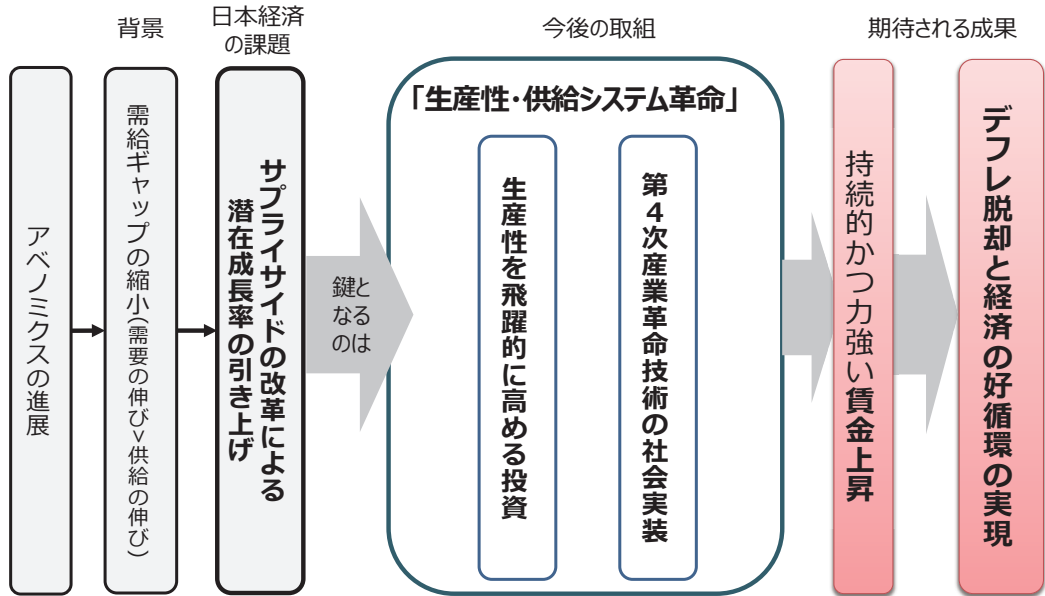 背景
日本経済
の課題
今後の取組
期待される成果
アベノミクスの進展
需給ギャップの縮小(需要の伸び＞供給の伸び)
サプライサイドの改革による
潜在成長率の引き上げ
鍵と
なる
のは
「生産性・供給システム革命」
生産性を飛躍的に高める投資
第4次産業革命技術の社会実装
持続的かつ力強い賃金上昇
デフレ脱却と経済の好循環の実現